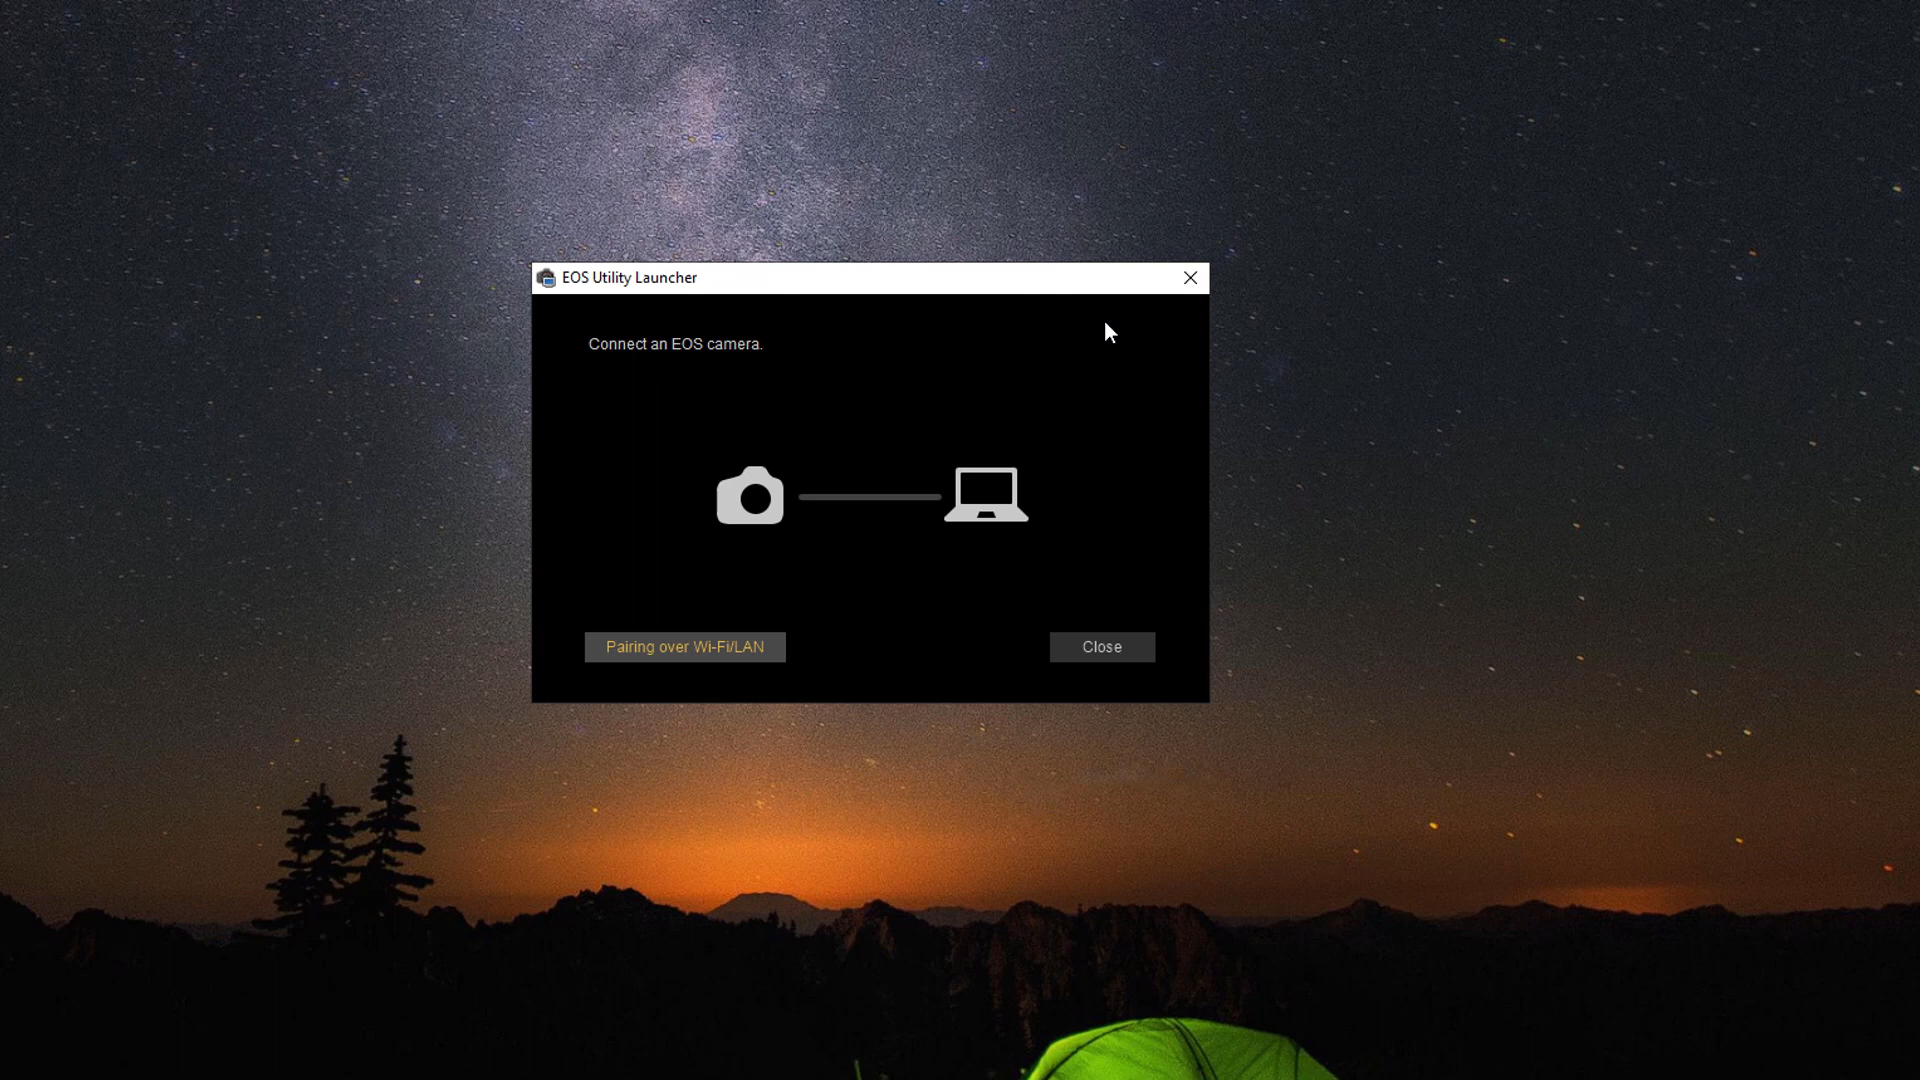 EOS Utility Launcher
Connect an EOS camera.
Pairing over Wi-Fi/LAN
Close